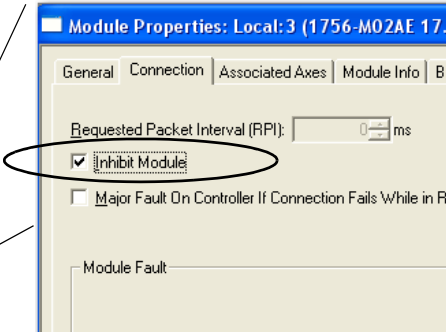 Module Properties: Local:3 (1756-M02AE 17.
General Connection Associated Axes Module Info B
Requested Packet Interval (RPI): 0 ms
Inhibit Module
Major Fault On Controller If Connection Fails While in R
Module Fault